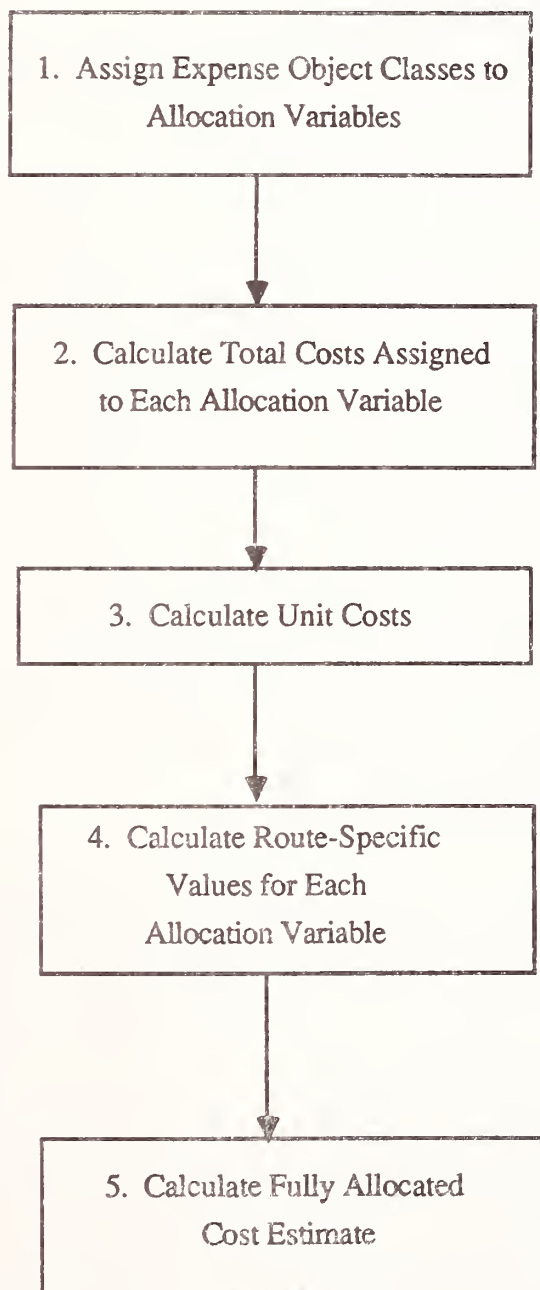 1. Assign Expense Object Classes to
Allocation Variables
2. Calculate Total Costs Assigned
to Each Allocation Variable
3. Calculate Unit Costs
4. Calculate Route-Specific
Values for Each
Allocation Variable
5. Calculate Fully Allocated
Cost Estimate